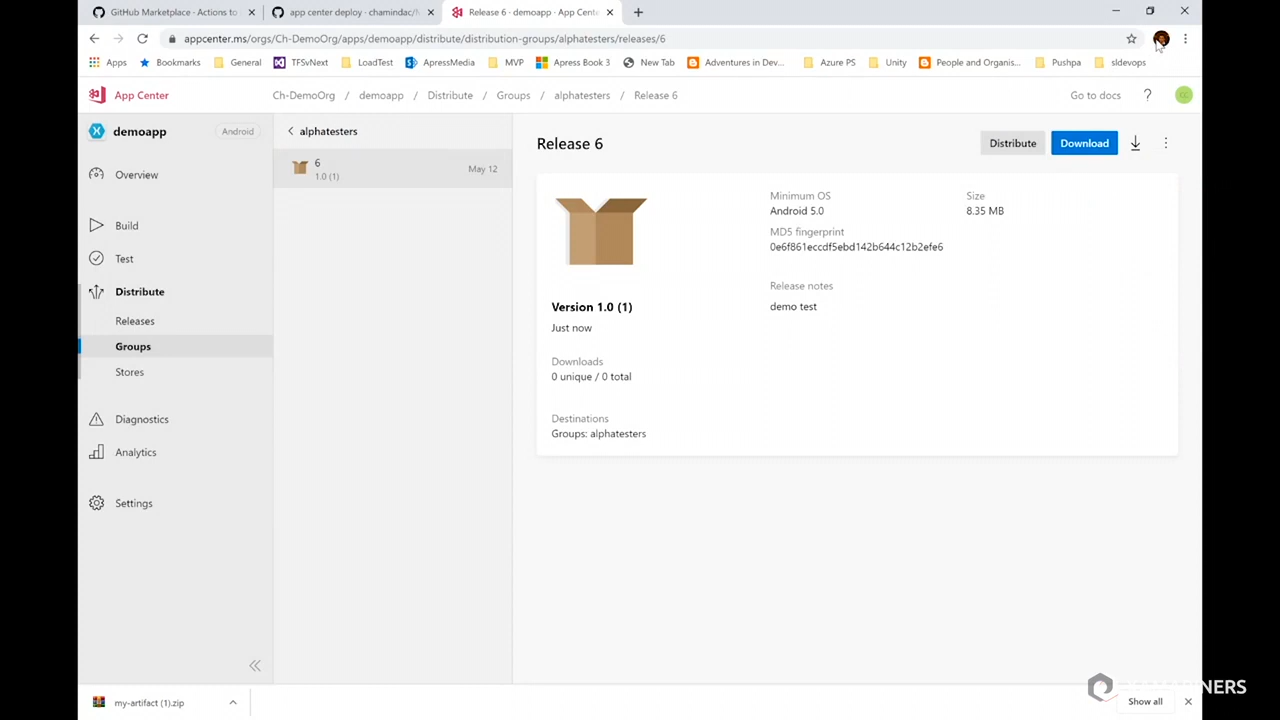 GitHub Marketplace - Actions to
app center deploy · chamindac/
Release 6 - demoapp - App Cente
appcenter.ms/orgs/Ch-DemoOrg/apps/demoapp/distribute/distribution-groups/alphatesters/releases/6
Apps
Bookmarks
General
TFSvNext
LoadTest
ApressMedia
MVP
Apress Book 3
New Tab
Adventures in Dev...
Azure PS
Unity
People and Organis...
Pushpa
sldevops
App Center
Ch-DemoOrg / demoapp / Distribute / Groups / alphatesters / Release 6
Go to docs
?
demoapp
Android
alphatesters
Release 6
Distribute
Download
6
1.0 (1)
May 12
Overview
Build
Test
Distribute
Releases
Groups
Stores
Diagnostics
Analytics
Settings
Minimum OS
Android 5.0
Size
8.35 MB
MD5 fingerprint
0e6f861eccdf5ebd142b644c12b2efe6
Release notes
demo test
Version 1.0 (1)
Just now
Downloads
0 unique / 0 total
Destinations
Groups: alphatesters
my-artifact (1).zip
Show all